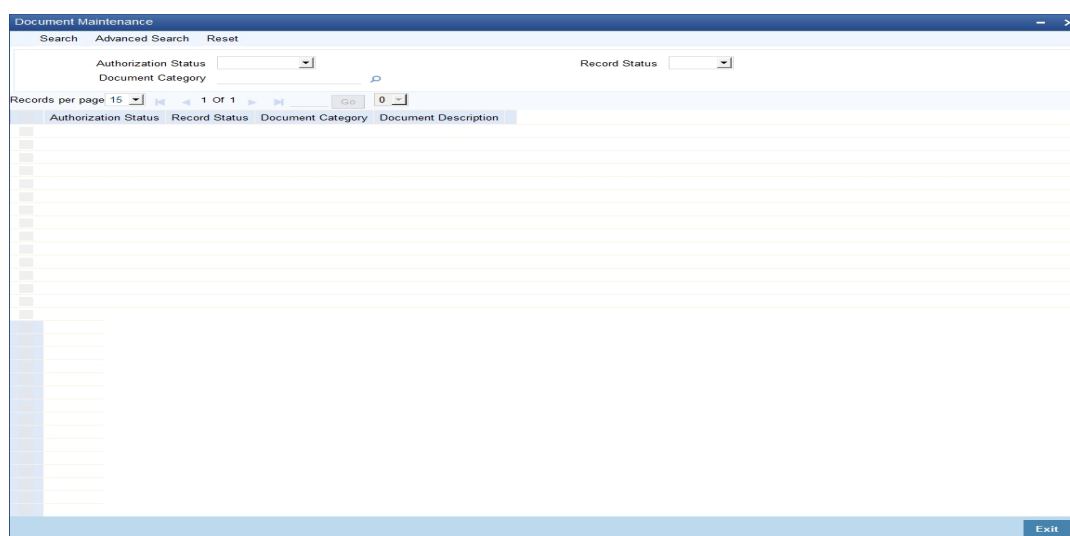 Document Maintenance
Search Advanced Search Reset
Authorization Status Record Status
Document Category
Records per page 15 1 Of 1 Go 0
Authorization Status Record Status Document Category Document Description
Exit